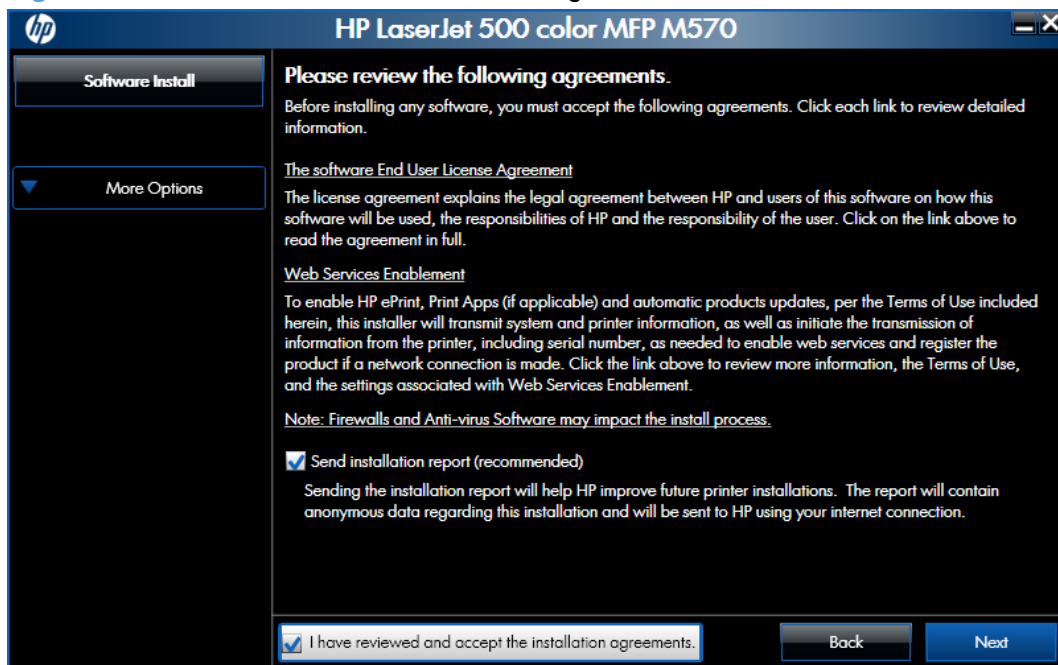 hp
HP LaserJet 500 color MFP M570
Software Install
More Options
Please review the following agreements.
Before installing any software, you must accept the following agreements. Click each link to review detailed
information.
The software End User License Agreement
The license agreement explains the legal agreement between HP and users of this software on how this
software will be used, the responsibilities of HP and the responsibility of the user. Click on the link above to
read the agreement in full.
Web Services Enablement
To enable HP ePrint, Print Apps (if applicable) and automatic products updates, per the Terms of Use included
herein, this installer will transmit system and printer information, as well as initiate the transmission of
information from the printer, including serial number, as needed to enable web services and register the
product if a network connection is made. Click the link above to review more information, the Terms of Use,
and the settings associated with Web Services Enablement.
Note: Firewalls and Anti-virus Software may impact the install process.
Send installation report (recommended)
Sending the installation report will help HP improve future printer installations.  The report will contain
anonymous data regarding this installation and will be sent to HP using your internet connection.
I have reviewed and accept the installation agreements.
Back
Next